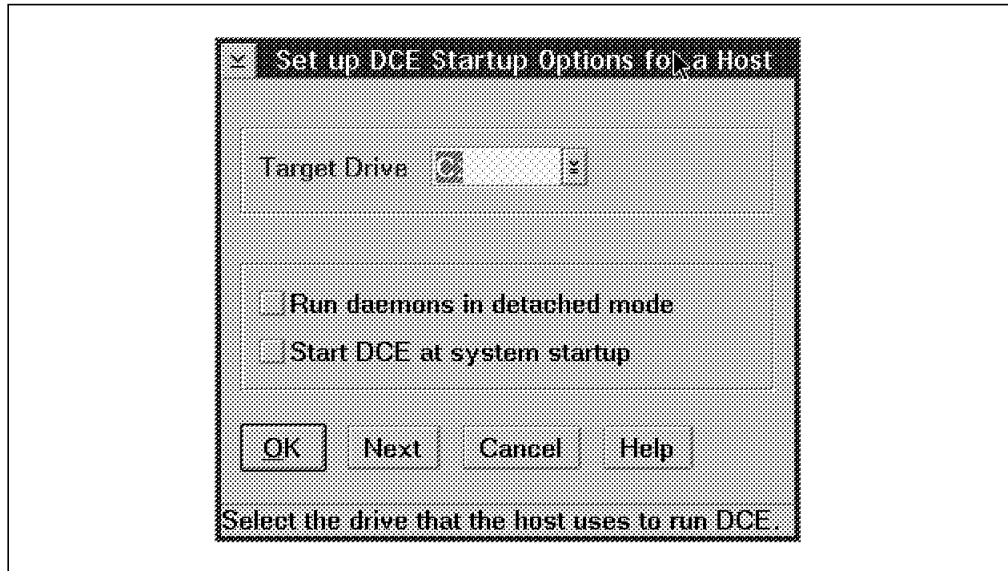 Set up DCE Startup Options for a Host
Target Drive
Run daemons in detached mode
Start DCE at system startup
OK Next Cancel Help
Select the drive that the host uses to run DCE.